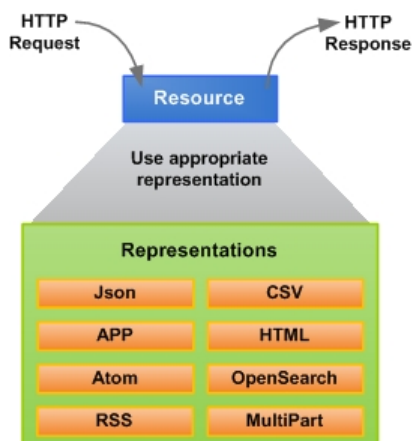 HTTP
Request
HTTP
Response
Resource
Use appropriate
representation
Representations
Json
CSV
APP
HTML
Atom
OpenSearch
RSS
MultiPart